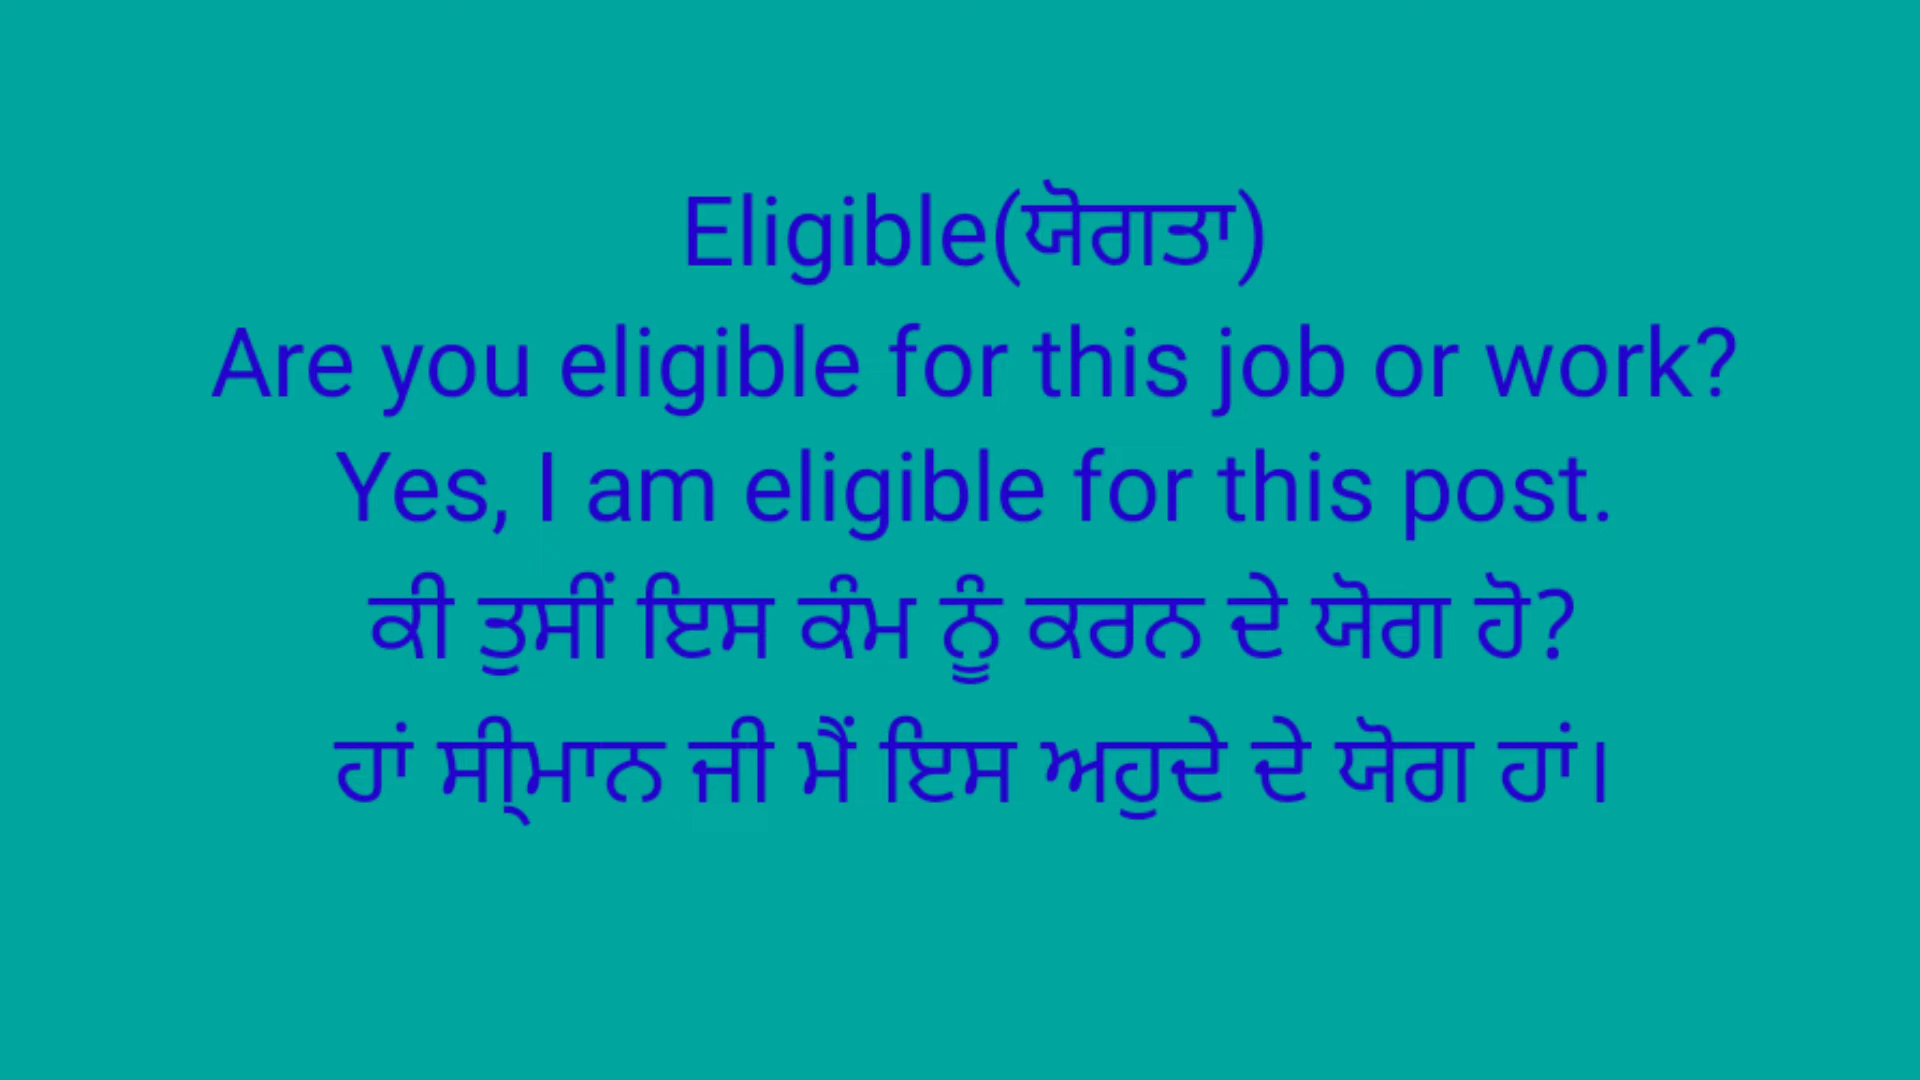 Eligible(ਯੋਗਤਾ)
Are you eligible for this job or work?
Yes, I am eligible for this post.
ਕੀ ਤੁਸੀਂ ਇਸ ਕੰਮ ਨੂੰ ਕਰਨ ਦੇ ਯੋਗ ਹੋ?
ਹਾਂ ਸੀ੍ਮਾਨ ਜੀ ਮੈਂ ਇਸ ਅਹੁਦੇ ਦੇ ਯੋਗ ਹਾਂ।